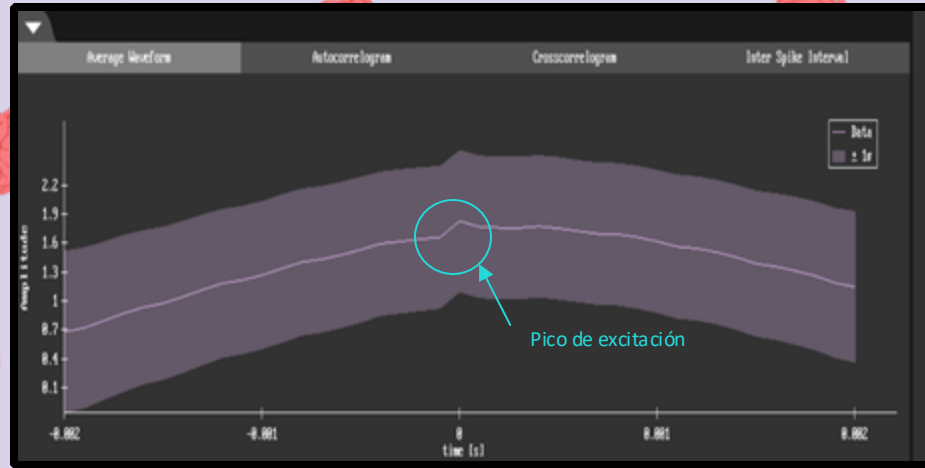 Average Waveform
Autocorrelogram
Crosscorrelogram
Inter Spike Interval
Data
± 1σ
2.2
1.9
1.6
1.3
1
0.7
0.4
0.1
Amplitude
Pico de excitación
-0.002
-0.001
0
0.001
0.002
time [s]